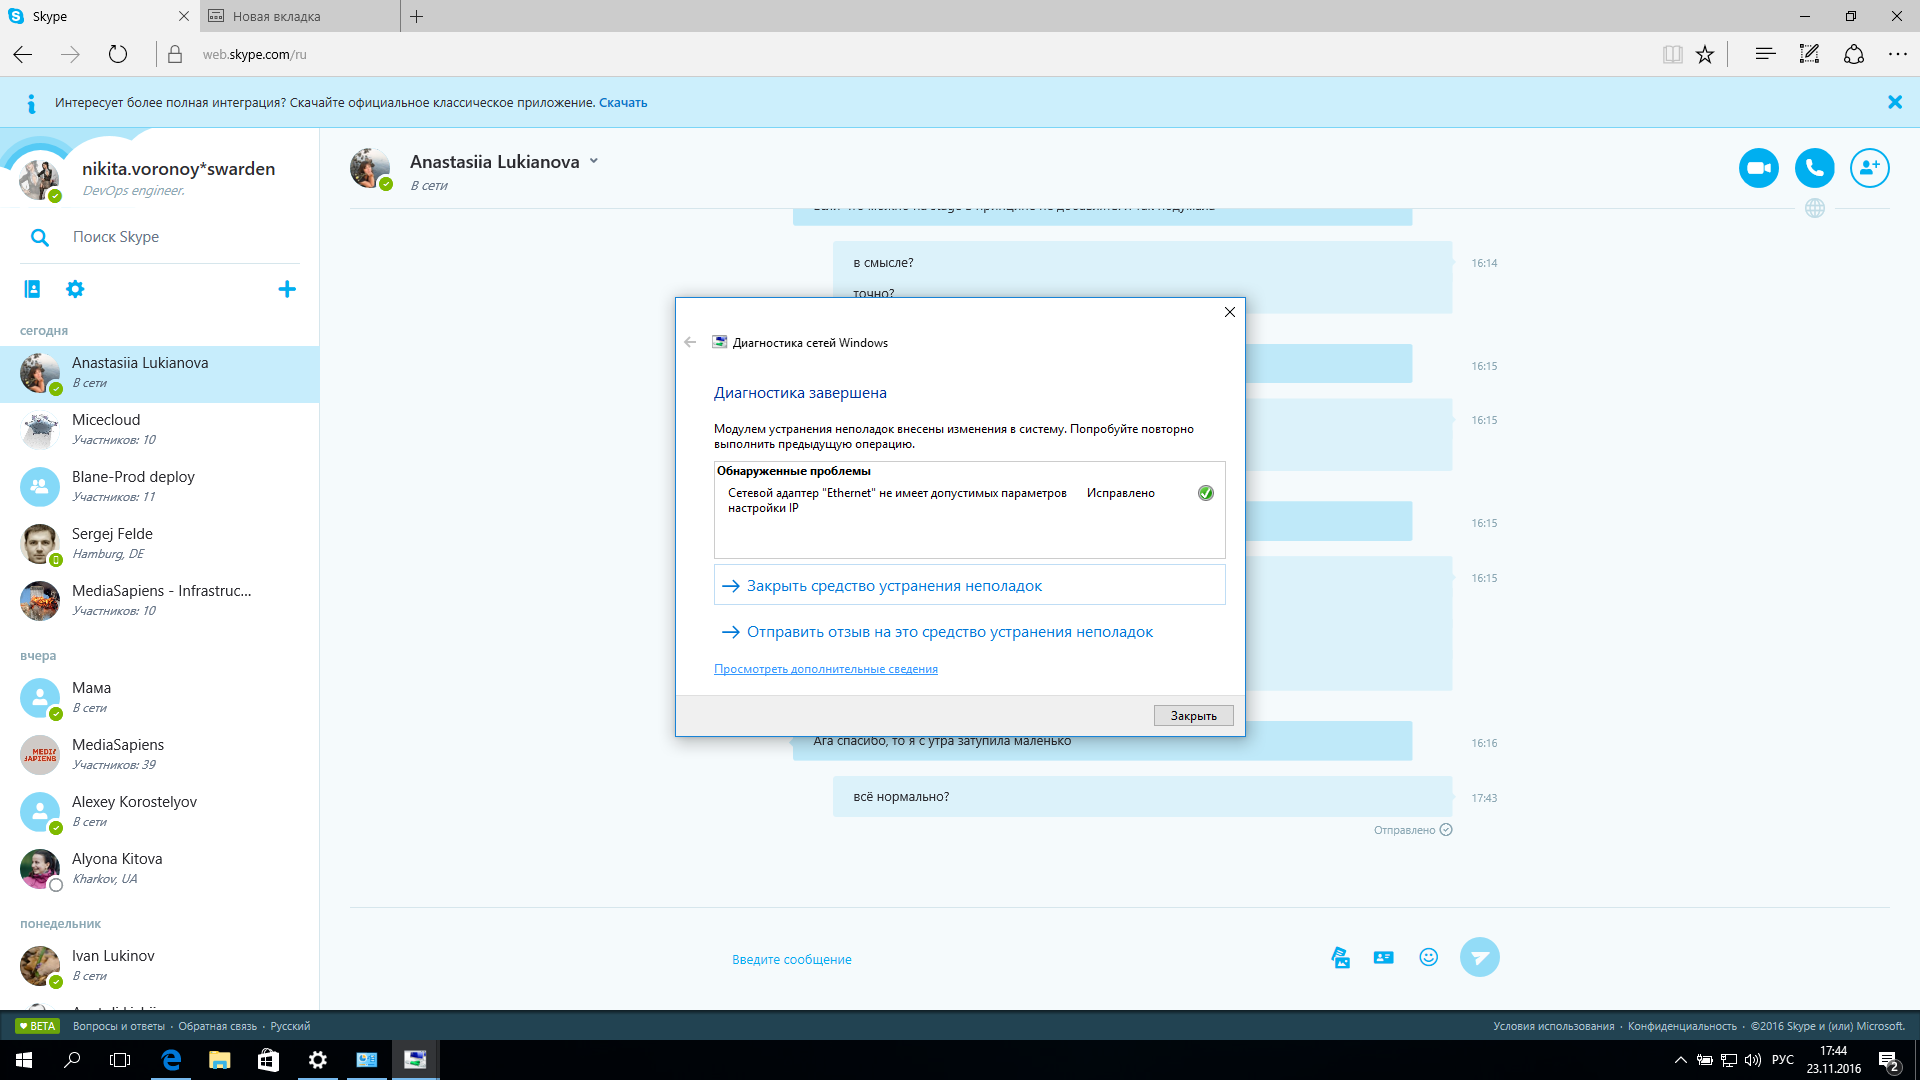 Skype
Новая вкладка
web.skype.com/ru
Интересует более полная интеграция? Скачайте официальное классическое приложение. Скачать
nikita.voronoy*swarden
DevOps engineer.
Поиск Skype
сегодня
Anastasiia Lukianova
В сети
Micecloud
Участников: 10
Blane-Prod deploy
Участников: 11
Sergej Felde
Hamburg, DE
MediaSapiens - Infrastruc...
Участников: 10
вчера
Мама
В сети
MEDIA
SAPIENS
MediaSapiens
Участников: 39
Alexey Korostelyov
В сети
Alyona Kitova
Kharkov, UA
понедельник
Ivan Lukinov
В сети
Anastasiia Lukianova
В сети
в смысле?
16:14
точно?
16:15
16:15
16:15
16:15
Диагностика сетей Windows
Диагностика завершена
Модулем устранения неполадок внесены изменения в систему. Попробуйте повторно
выполнить предыдущую операцию.
Обнаруженные проблемы
Сетевой адаптер "Ethernet" не имеет допустимых параметров Исправлено
настройки IP
Закрыть средство устранения неполадок
Отправить отзыв на это средство устранения неполадок
Просмотреть дополнительные сведения
Закрыть
Ага спасибо, то я с утра затупила маленько
16:16
всё нормально?
17:43
Отправлено
Введите сообщение
BETA Вопросы и ответы · Обратная связь · Русский
Условия использования · Конфиденциальность · ©2016 Skype и (или) Microsoft.
РУС
17:44
23.11.2016
2